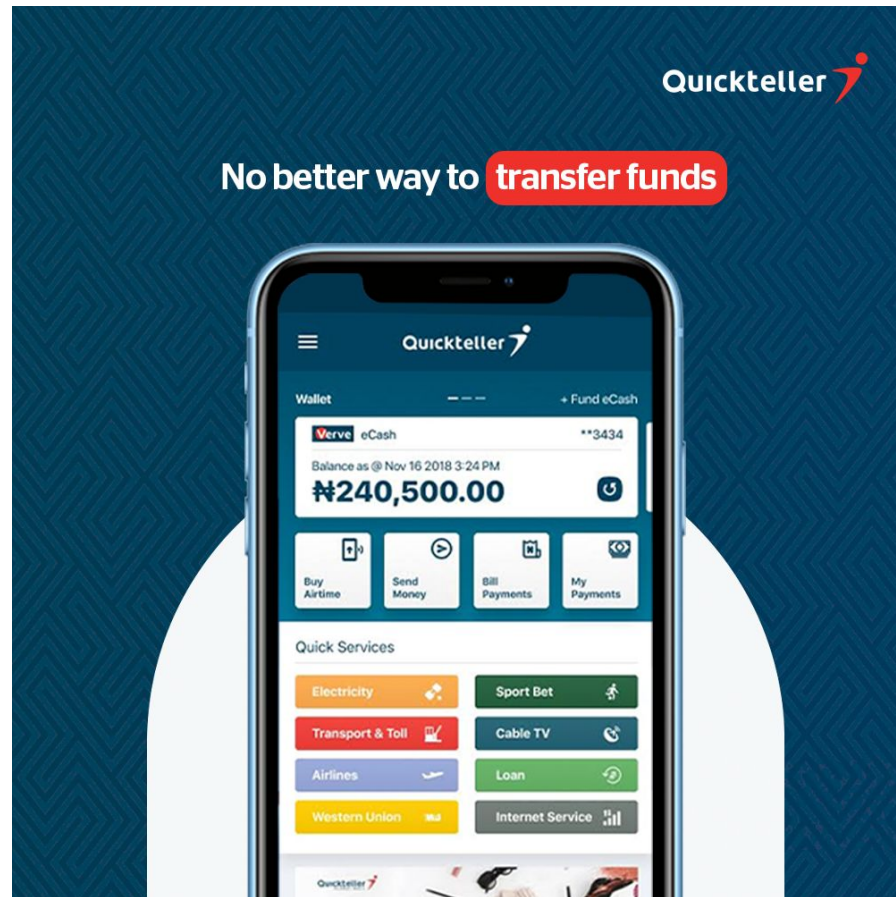 Quickteller
No better way to transfer funds
Quickteller
Wallet
+ Fund eCash
Verve eCash
**3434
Balance as @ Nov 16 2018 3:24 PM
₦240,500.00
Buy
Airtime
Send
Money
Bill
Payments
My
Payments
Quick Services
Electricity
Sport Bet
Transport & Toll
Cable TV
Airlines
Loan
Western Union
Internet Service
Quickteller